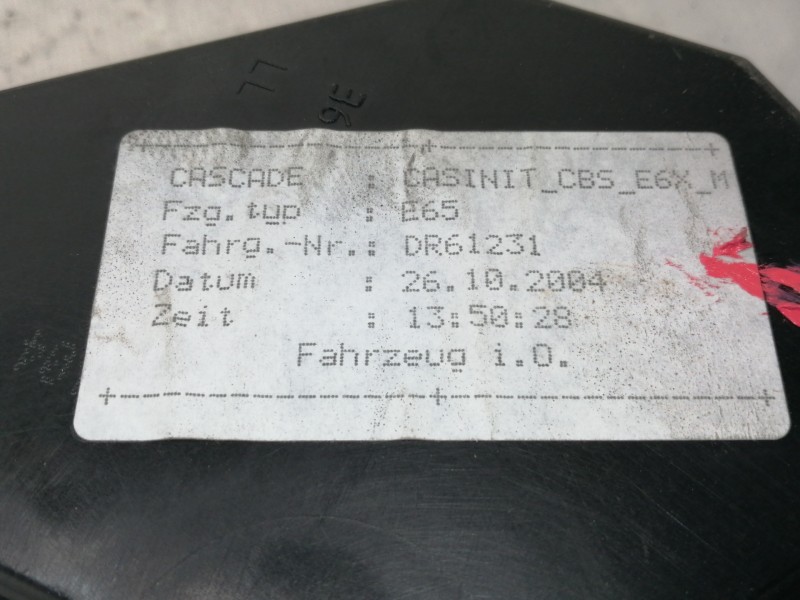 +-----------------+-----------------+
CASCADE : CASINIT_CBS_E6X_M
Fzg.typ : E65
Fahrg.-Nr.: DR61231
Datum : 26.10.2004
Zeit : 13:50:28
Fahrzeug i.O.
+-----------------+-----------------+